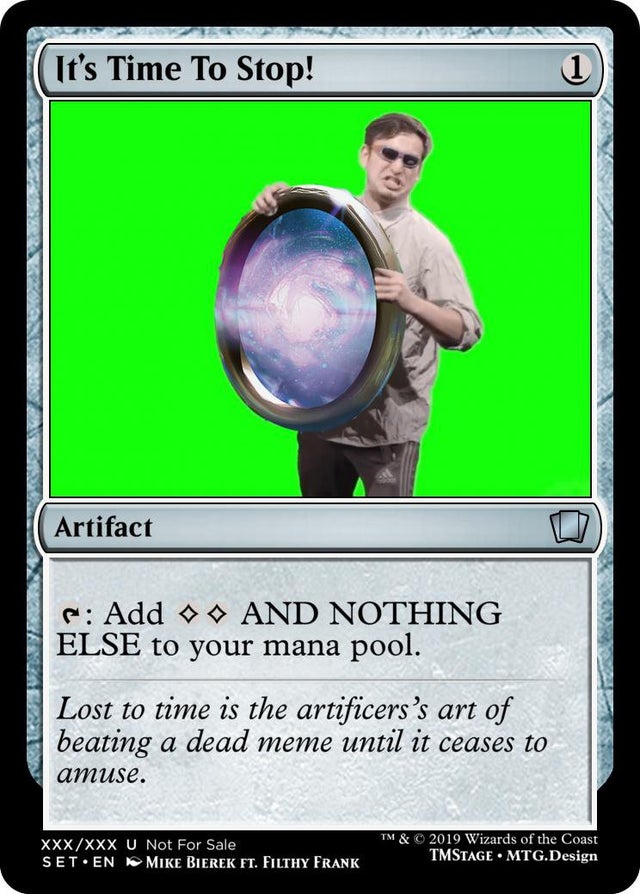 It's Time To Stop!
1
Artifact
: Add AND NOTHING
ELSE to your mana pool.
Lost to time is the artificers's art of
beating a dead meme until it ceases to
amuse.
XXX/XXX U Not For Sale
SET • EN MIKE BIEREK FT. FILTHY FRANK
™ & © 2019 Wizards of the Coast
TMSTAGE • MTG.DESIGN
adidas